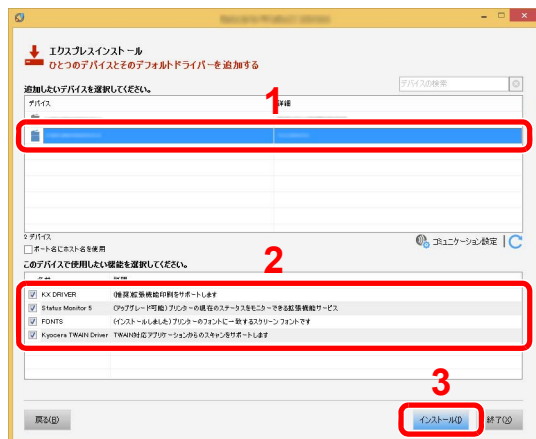 エクスプレスインストール
ひとつのデバイスとそのデフォルトドライバーを追加する
デバイスの検索
追加したいデバイスを選択してください。
1
デバイス 詳細
2 デバイス
コミュニケーション設定
ポート名にホスト名を使用
このデバイスで使用したい機能を選択してください。
2
KX DRIVER (推奨)拡張機能印刷をサポートします
Status Monitor 5 (アップグレード可能)プリンターの現在のステータスをモニターできる拡張機能サービス
FONTS (インストールしました)プリンターのフォントに一致するスクリーン フォントです
Kyocera TWAIN Driver TWAIN対応アプリケーションからのスキャンをサポートします
3
戻る(B) インストール(I) 終了(X)